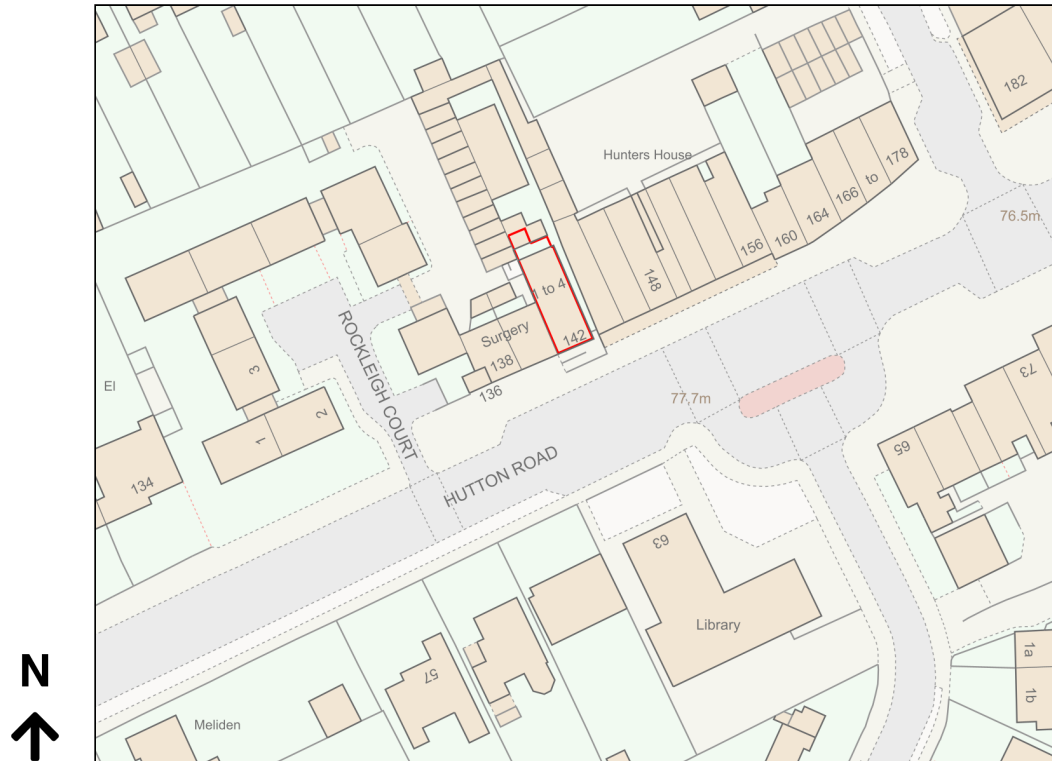 182
Hunters House
178
to
166
164
160
156
76.5m
148
1 to 4
142
Surgery
138
136
ROCKLEIGH COURT
3
El
2
1
134
HUTTON ROAD
77.7m
73
65
63
Library
1a
1b
57
Meliden
N